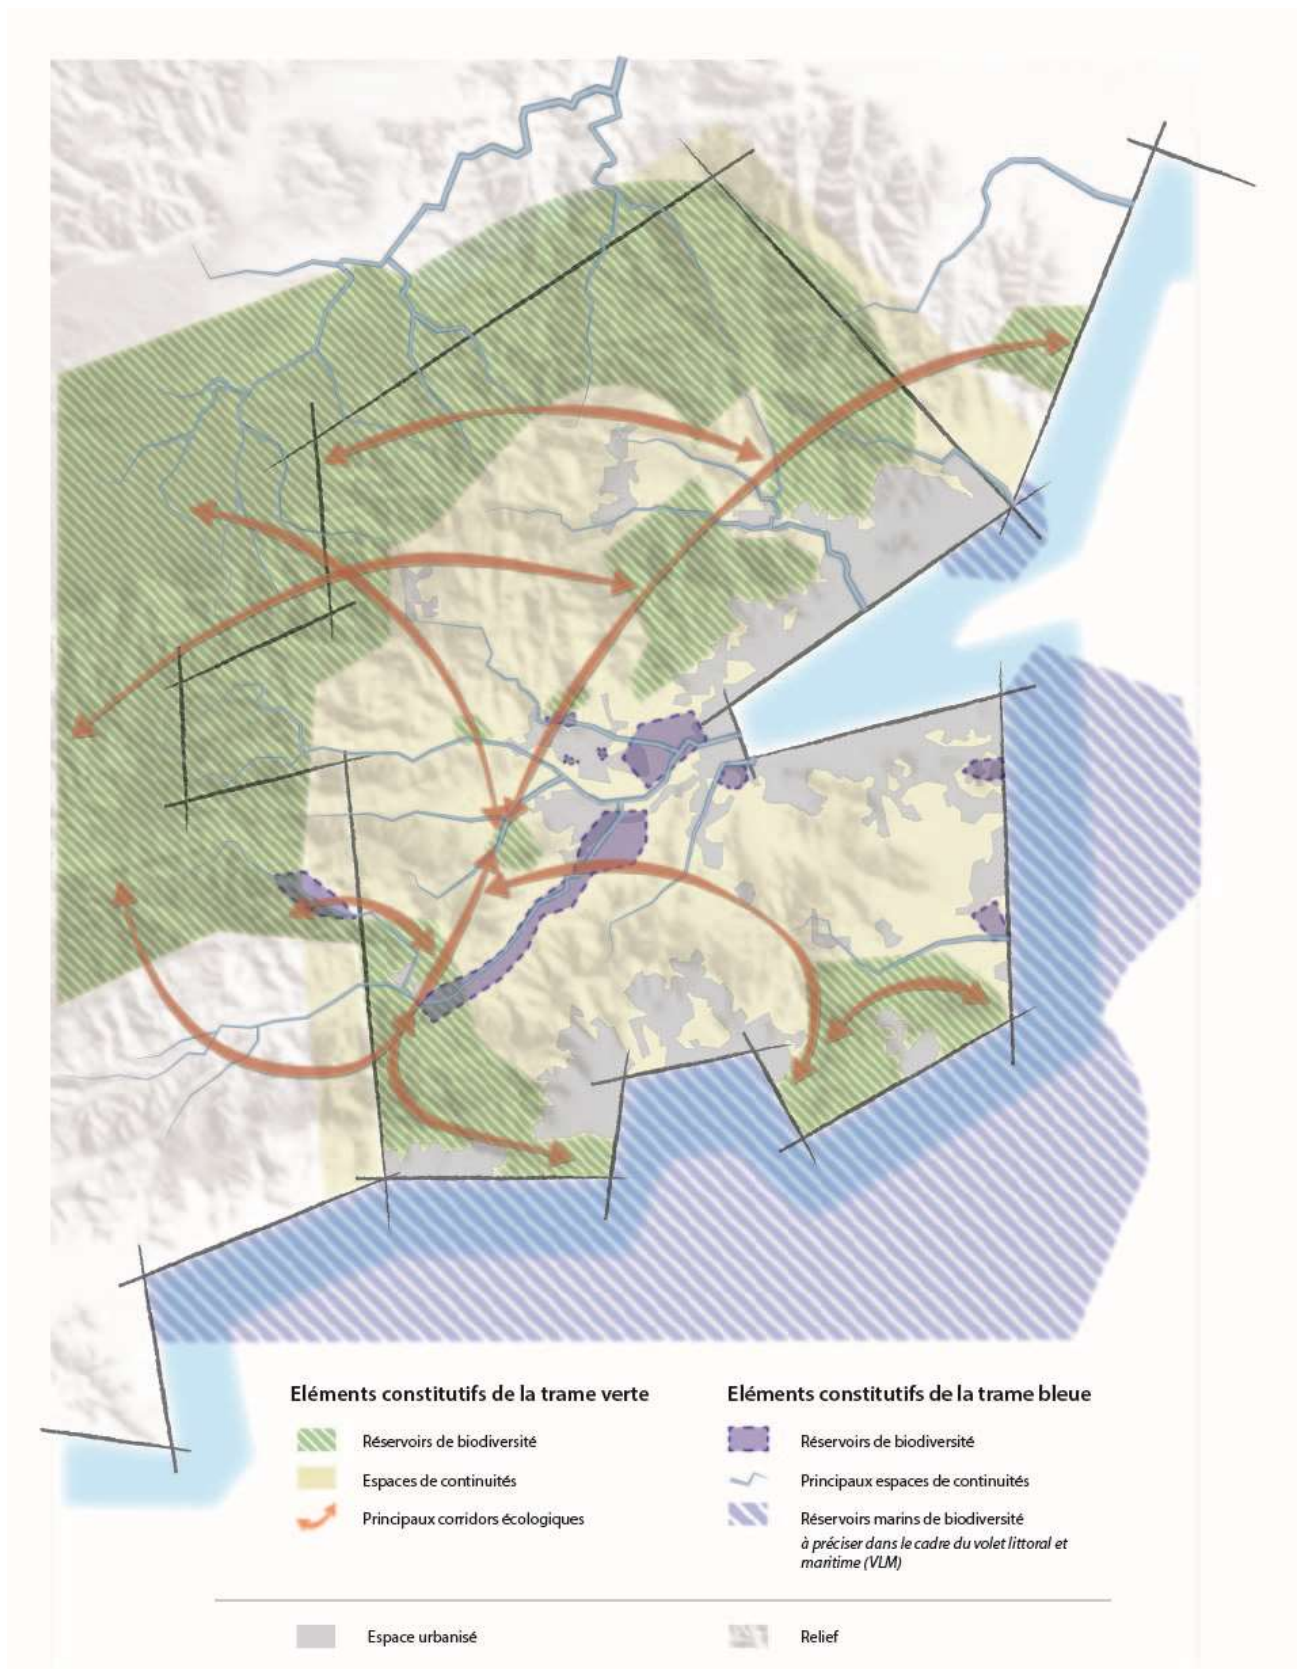 Eléments constitutifs de la trame verte
Réservoirs de biodiversité
Espaces de continuités
Principaux corridors écologiques
Eléments constitutifs de la trame bleue
Réservoirs de biodiversité
Principaux espaces de continuités
Réservoirs marins de biodiversité
à préciser dans le cadre du volet littoral et
maritime (VLM)
Espace urbanisé
Relief